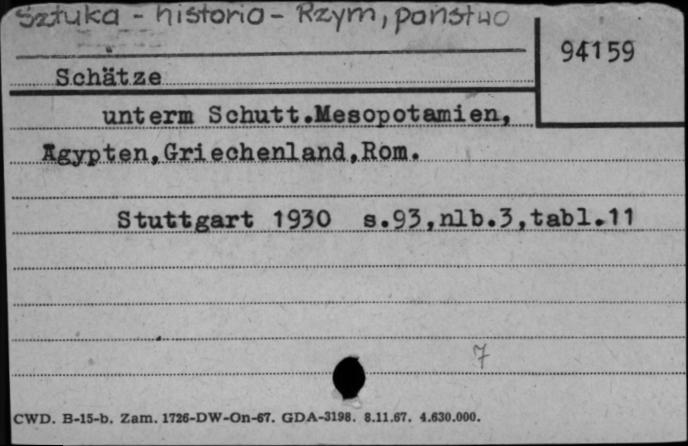 Sztuka - historia - Rzym, państwo
94159
Schätze
unterm Schutt.Mesopotamien,
Ägypten,Griechenland,Rom.
Stuttgart 1930 s.93,nlb.3,tabl.11
7
CWD. B-15-b. Zam. 1726-DW-On-67. GDA-3198. 8.11.67. 4.630.000.